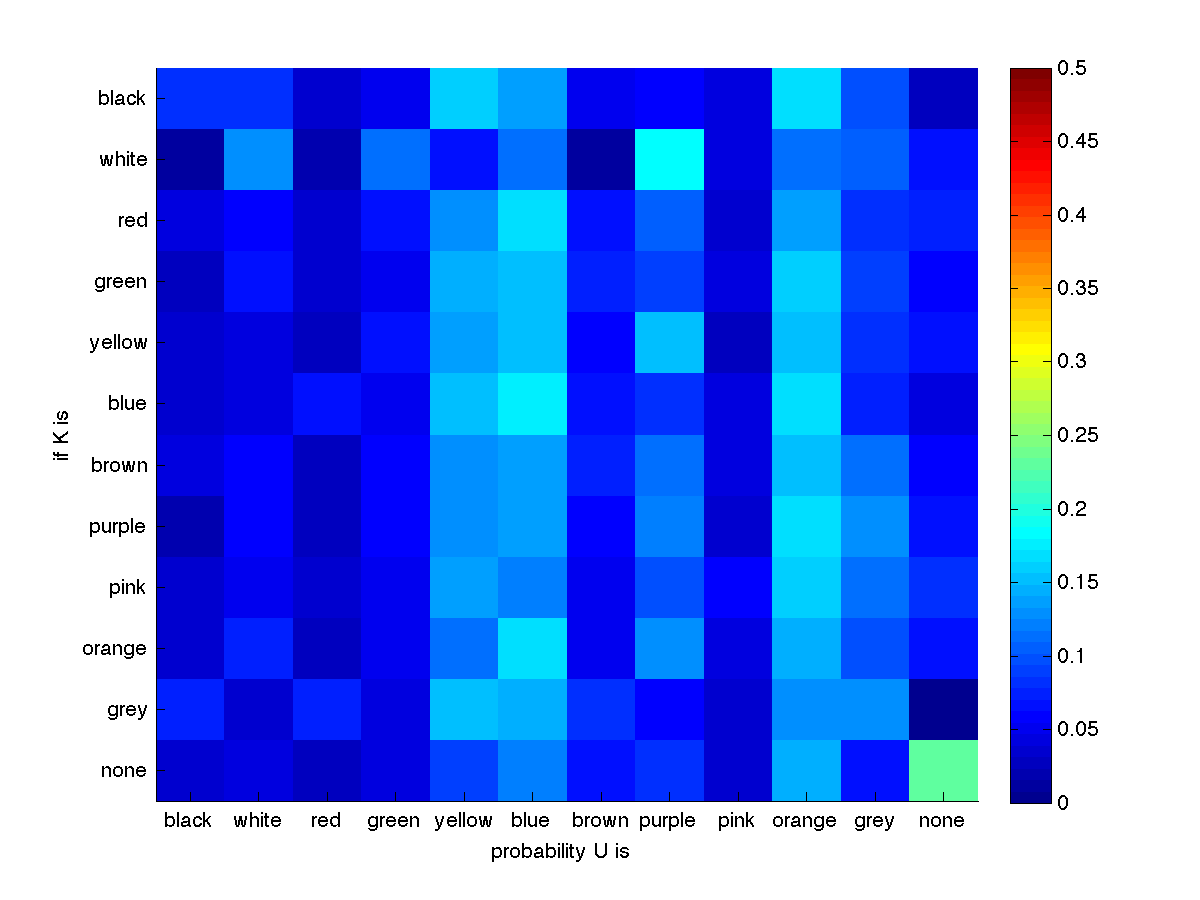 black
white
red
green
yellow
blue
brown
purple
pink
orange
grey
none
if K is
black white red green yellow blue brown purple pink orange grey none
probability U is
0.5
0.45
0.4
0.35
0.3
0.25
0.2
0.15
0.1
0.05
0